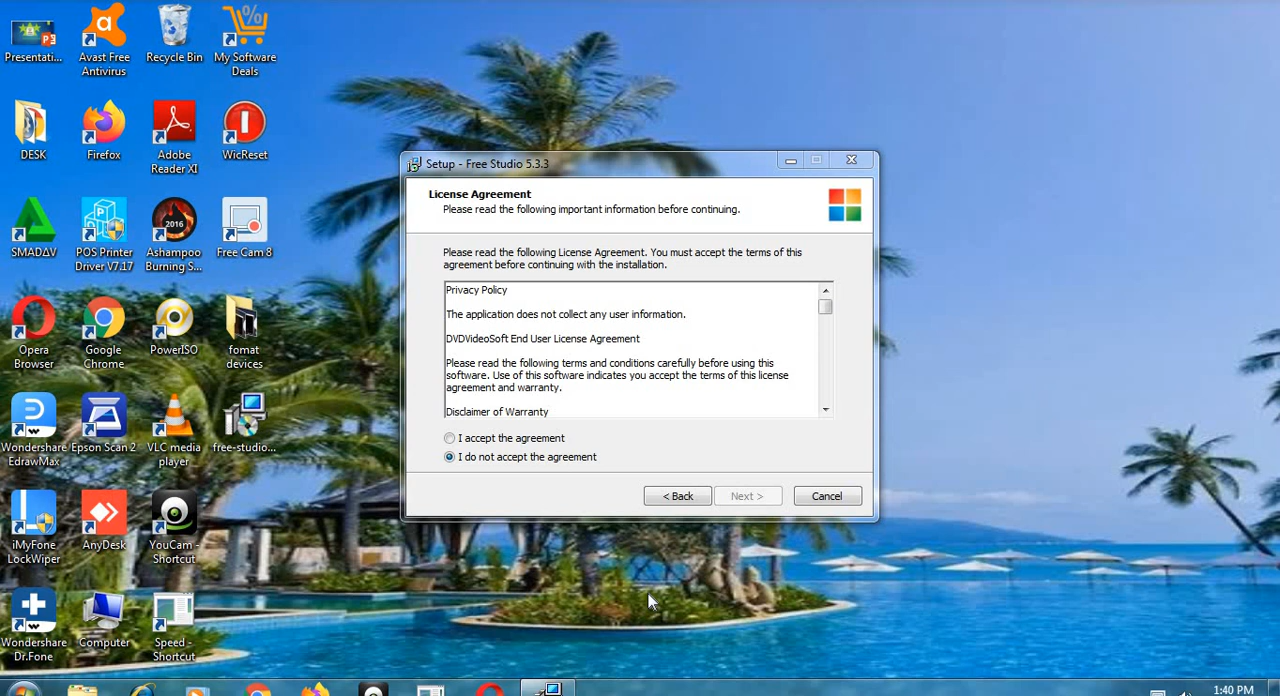 Presentati...
Avast Free
Antivirus
Recycle Bin
My Software
Deals
DESK
Firefox
Adobe
Reader XI
WicReset
SMADΔV
POS Printer
Driver V7.17
2016
Ashampoo
Burning S...
Free Cam 8
Opera
Browser
Google
Chrome
PowerISO
fomat
devices
Wondershare
EdrawMax
Epson Scan 2
VLC media
player
free-studio...
iMyFone
LockWiper
AnyDesk
YouCam -
Shortcut
Wondershare
Dr.Fone
Computer
Speed -
Shortcut
Setup - Free Studio 5.3.3
License Agreement
Please read the following important information before continuing.
Please read the following License Agreement. You must accept the terms of this
agreement before continuing with the installation.
Privacy Policy
The application does not collect any user information.
DVDVideoSoft End User License Agreement
Please read the following terms and conditions carefully before using this
software. Use of this software indicates you accept the terms of this license
agreement and warranty.
Disclaimer of Warranty
I accept the agreement
I do not accept the agreement
< Back
Next >
Cancel
1:40 PM